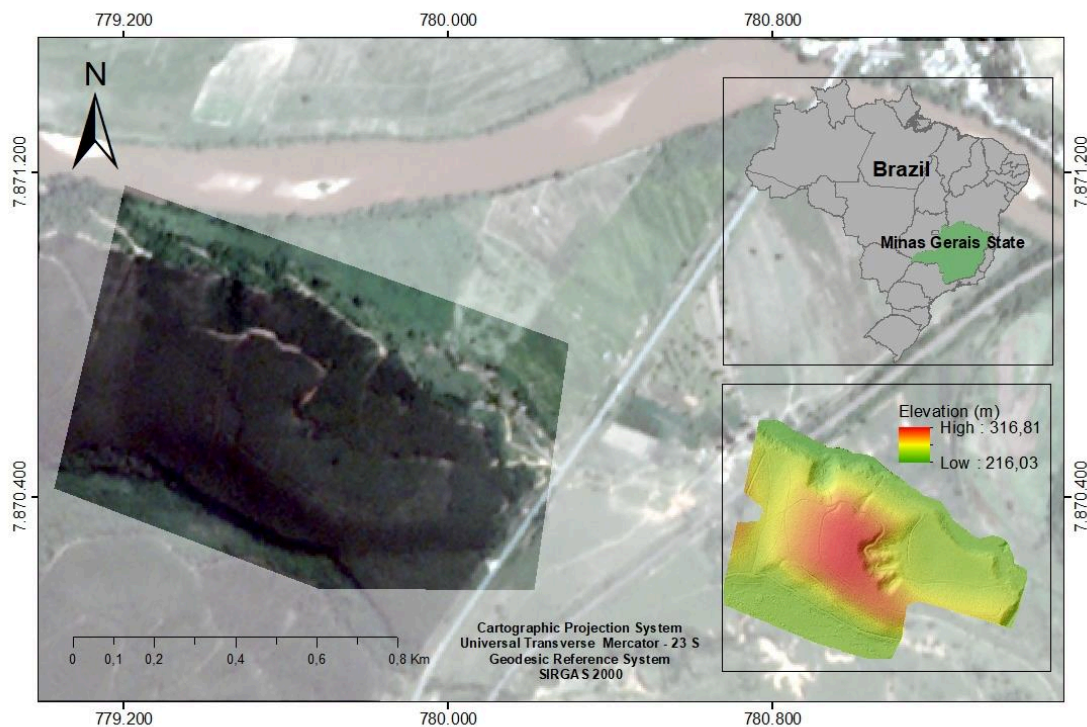 779.200 780.000 780.800
N
7.871.200
7.871.200
Brazil
Minas Gerais State
Elevation (m)
High : 316,81
Low : 216,03
7.870.400
7.870.400
Cartographic Projection System
Universal Transverse Mercator - 23 S
Geodesic Reference System
SIRGAS 2000
0 0,1 0,2 0,4 0,6 0,8 Km
779.200 780.000 780.800